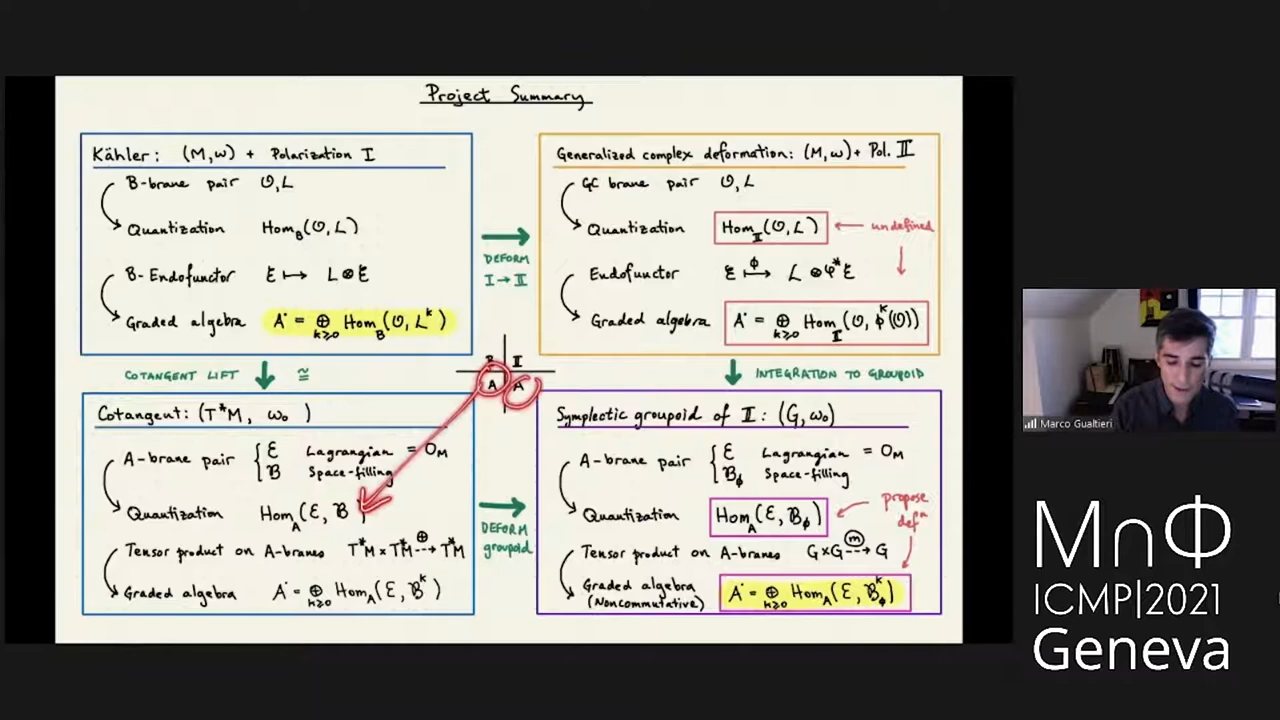 Project Summary
Kähler: (M,ω) + Polarization I
B-brane pair O, L
Quantization Hom_B(O, L)
B-Endofunctor ℰ ↦ L⊗ℰ
Graded algebra A˙ = ⊕_{k≥0} Hom_B(O, L^k)
DEFORM
I→II
Generalized complex deformation: (M,ω)+ Pol. II
GC brane pair O, L
Quantization Hom_II(O, L) ← undefined
Endofunctor ℰ ↦^ϕ L⊗φ*ℰ
Graded algebra A˙ = ⊕_{k≥0} Hom_II(O, ϕ^k(O))
COTANGENT LIFT ≅
B II
A A
INTEGRATION TO GROUPOID
Cotangent: (T*M, ω₀)
A-brane pair { ℰ Lagrangian = O_M
ℬ Space-filling
Quantization Hom_A(ℰ, ℬ)
Tensor product on A-branes T*M × T*M ⇢^⊕ T*M
Graded algebra A˙ = ⊕_{k≥0} Hom_A(ℰ, ℬ^k)
DEFORM
groupoid
Symplectic groupoid of II: (G, ω₀)
A-brane pair { ℰ Lagrangian = O_M
ℬ_ϕ Space-filling
Quantization Hom_A(ℰ, ℬ_ϕ)
propose
defⁿ
Tensor product on A-branes G×G ⇢^m G
Graded algebra
(Noncommutative) A˙ = ⊕_{k≥0} Hom_A(ℰ, ℬ_ϕ^k)
Marco Gualtieri
MηΦ
ICMP|2021
Geneva